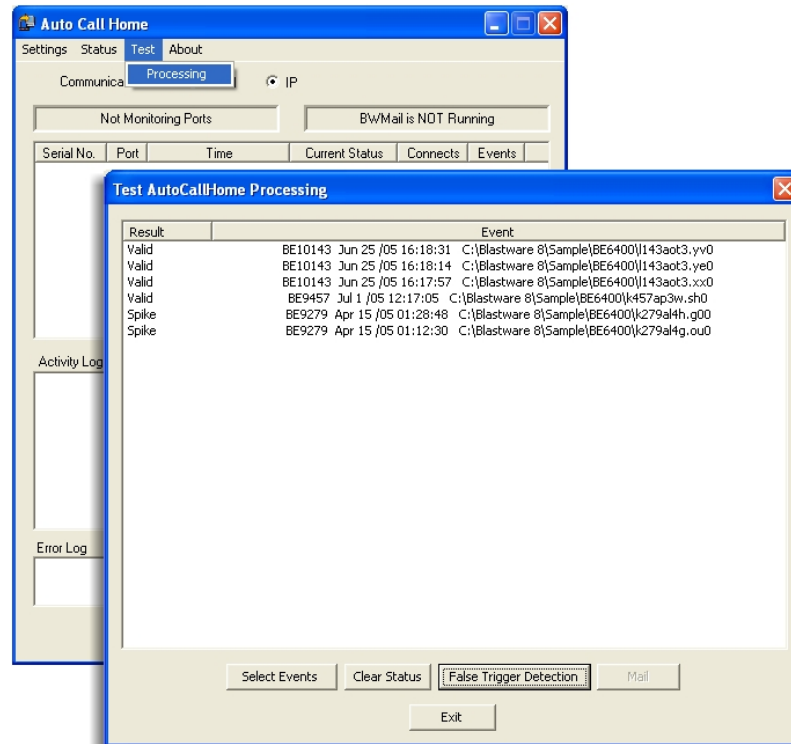 Auto Call Home
Settings Status Test About
Processing
Communica
IP
Not Monitoring Ports
BWMail is NOT Running
Serial No. Port Time Current Status Connects Events
Test AutoCallHome Processing
Result Event
Valid BE10143 Jun 25 /05 16:18:31 C:\Blastware 8\Sample\BE6400\l143aot3.yv0
Valid BE10143 Jun 25 /05 16:18:14 C:\Blastware 8\Sample\BE6400\l143aot3.ye0
Valid BE10143 Jun 25 /05 16:17:57 C:\Blastware 8\Sample\BE6400\l143aot3.xx0
Valid BE9457 Jul 1 /05 12:17:05 C:\Blastware 8\Sample\BE6400\k457ap3w.sh0
Spike BE9279 Apr 15 /05 01:28:48 C:\Blastware 8\Sample\BE6400\k279al4h.g00
Spike BE9279 Apr 15 /05 01:12:30 C:\Blastware 8\Sample\BE6400\k279al4g.ou0
Activity Log
Error Log
Select Events Clear Status False Trigger Detection Mail
Exit